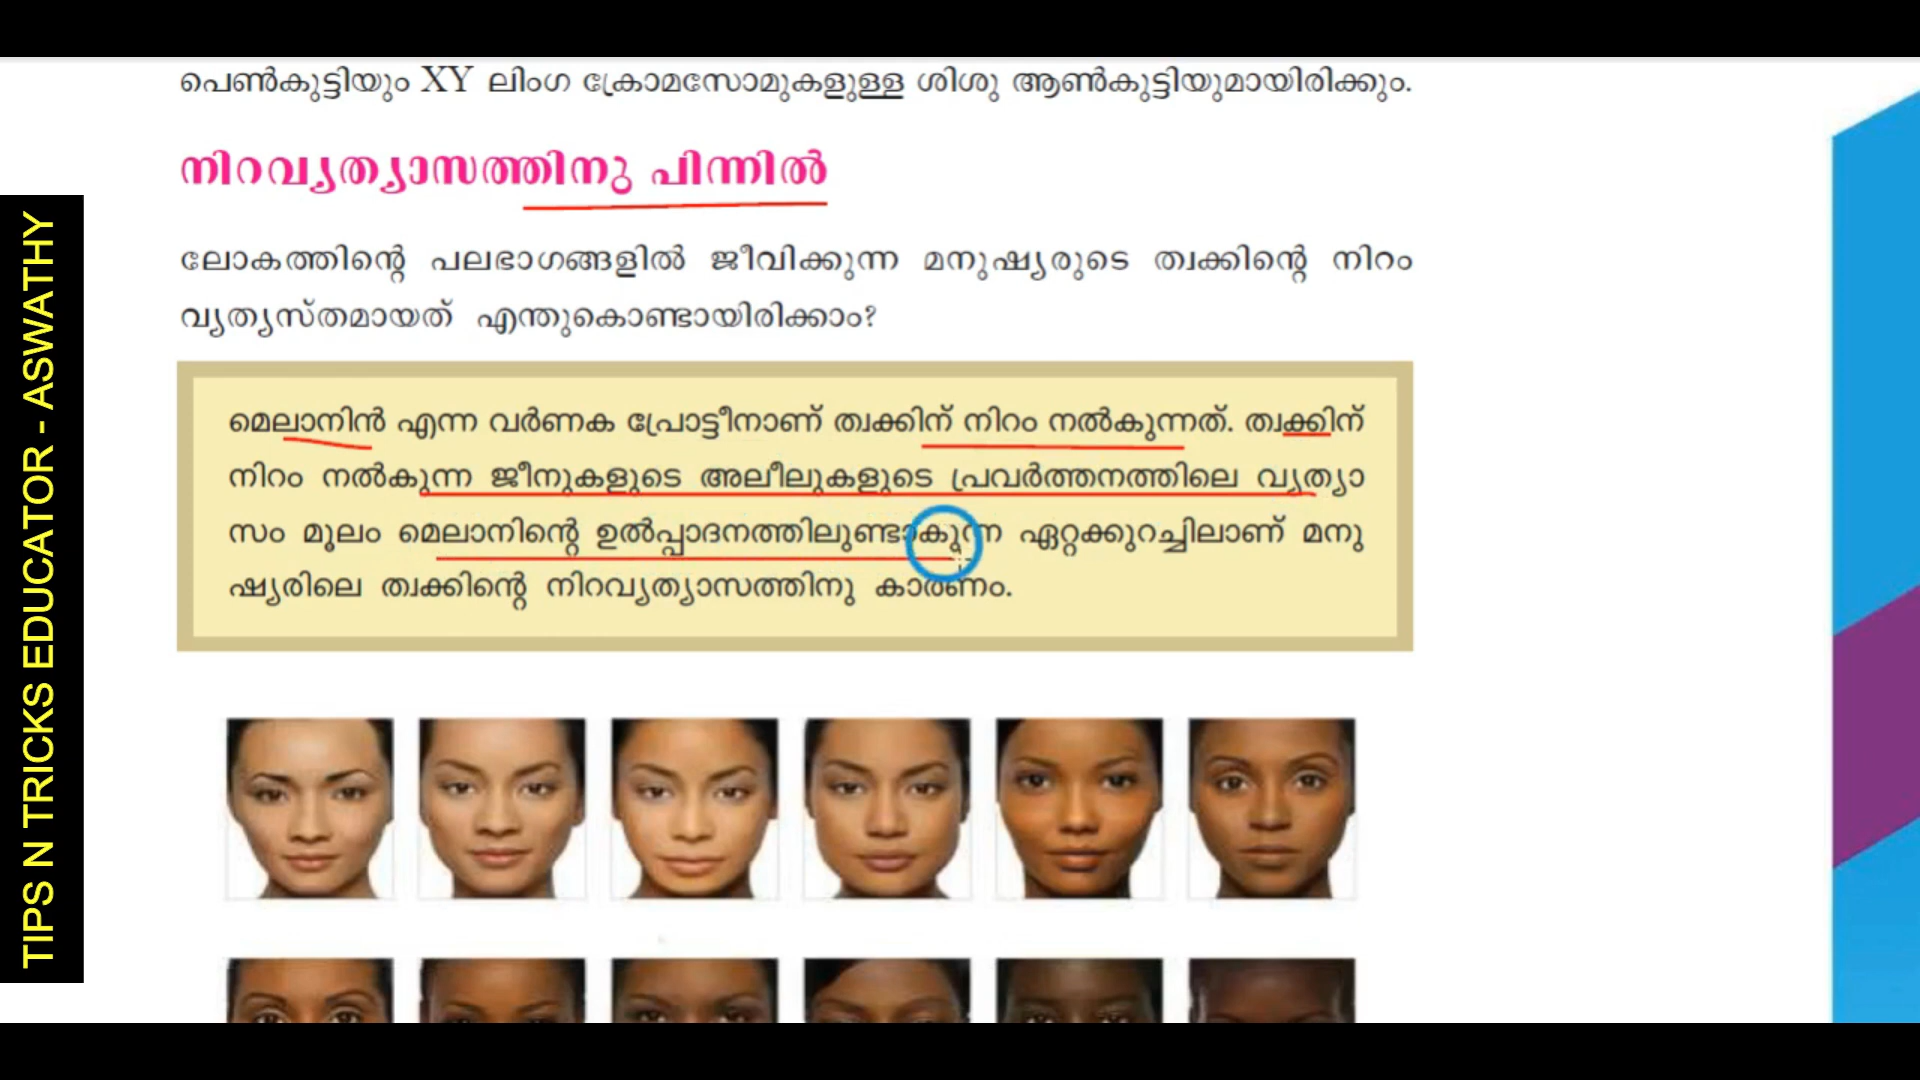 പെൺകുട്ടിയും XY ലിംഗ ക്രോമസോമുകളുള്ള ശിശു ആൺകുട്ടിയുമായിരിക്കും.
നിറവ്യത്യാസത്തിനു പിന്നിൽ
ലോകത്തിന്റെ പലഭാഗങ്ങളിൽ ജീവിക്കുന്ന മനുഷ്യരുടെ ത്വക്കിന്റെ നിറം
വ്യത്യസ്തമായത് എന്തുകൊണ്ടായിരിക്കാം?
മെലാനിൻ എന്ന വർണക പ്രോട്ടീനാണ് ത്വക്കിന് നിറം നൽകുന്നത്. ത്വക്കിന്
നിറം നൽകുന്ന ജീനുകളുടെ അലീലുകളുടെ പ്രവർത്തനത്തിലെ വ്യത്യാ
സം മൂലം മെലാനിന്റെ ഉൽപ്പാദനത്തിലുണ്ടാകുന്ന ഏറ്റക്കുറച്ചിലാണ് മനു
ഷ്യരിലെ ത്വക്കിന്റെ നിറവ്യത്യാസത്തിനു കാരണം.
TIPS N TRICKS EDUCATOR - ASWATHY